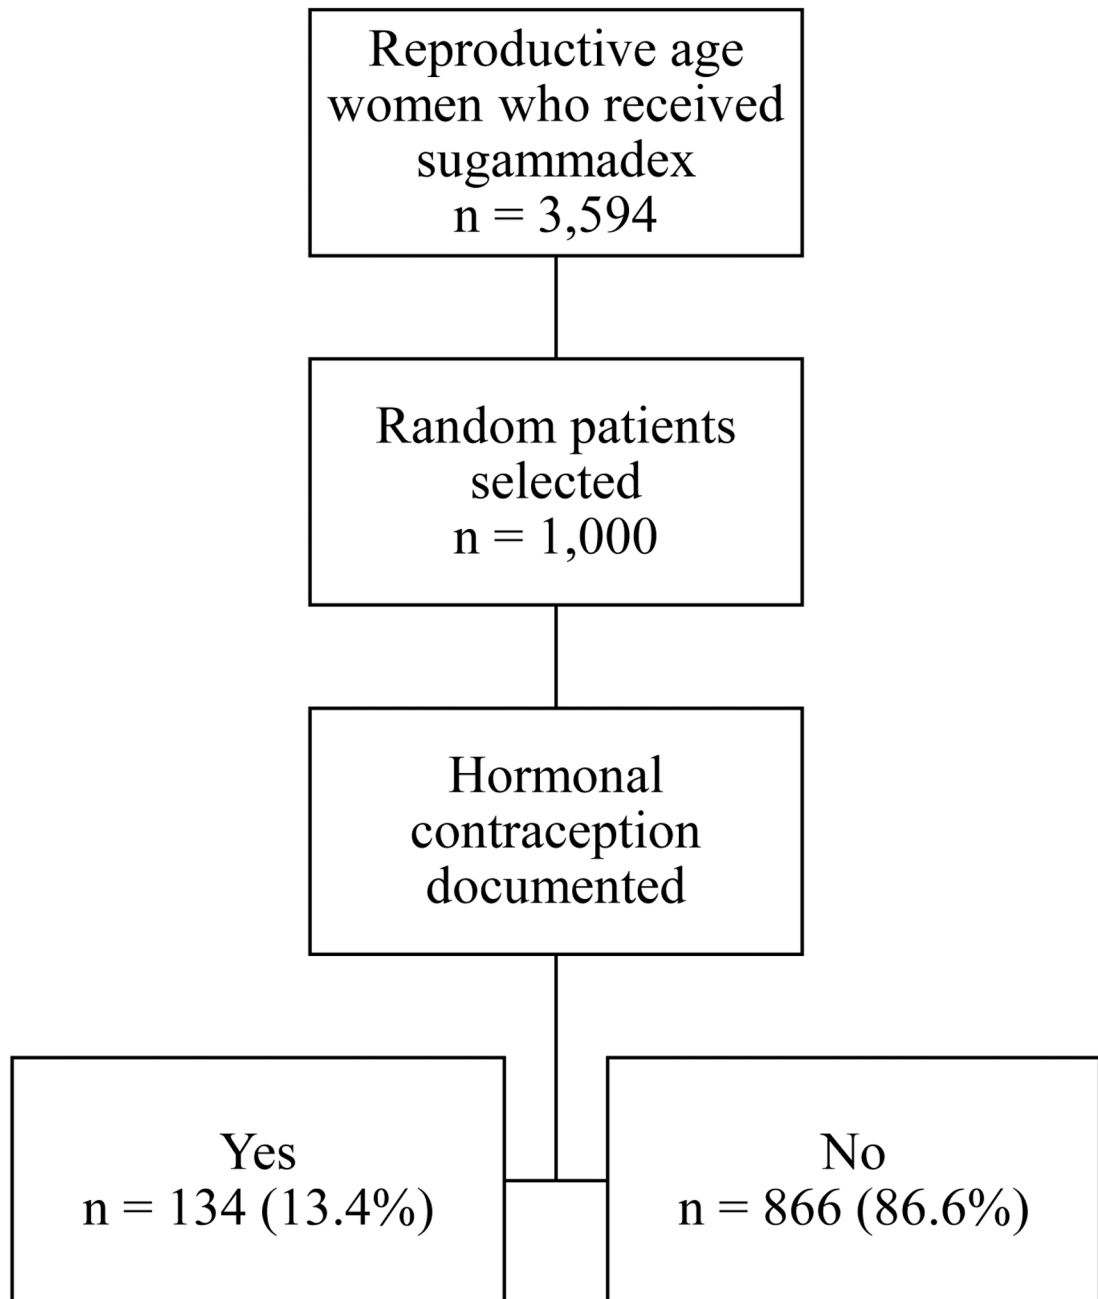 Reproductive age
women who received
sugammadex
n = 3,594
Random patients
selected
n = 1,000
Hormonal
contraception
documented
Yes
n = 134 (13.4%)
No
n = 866 (86.6%)